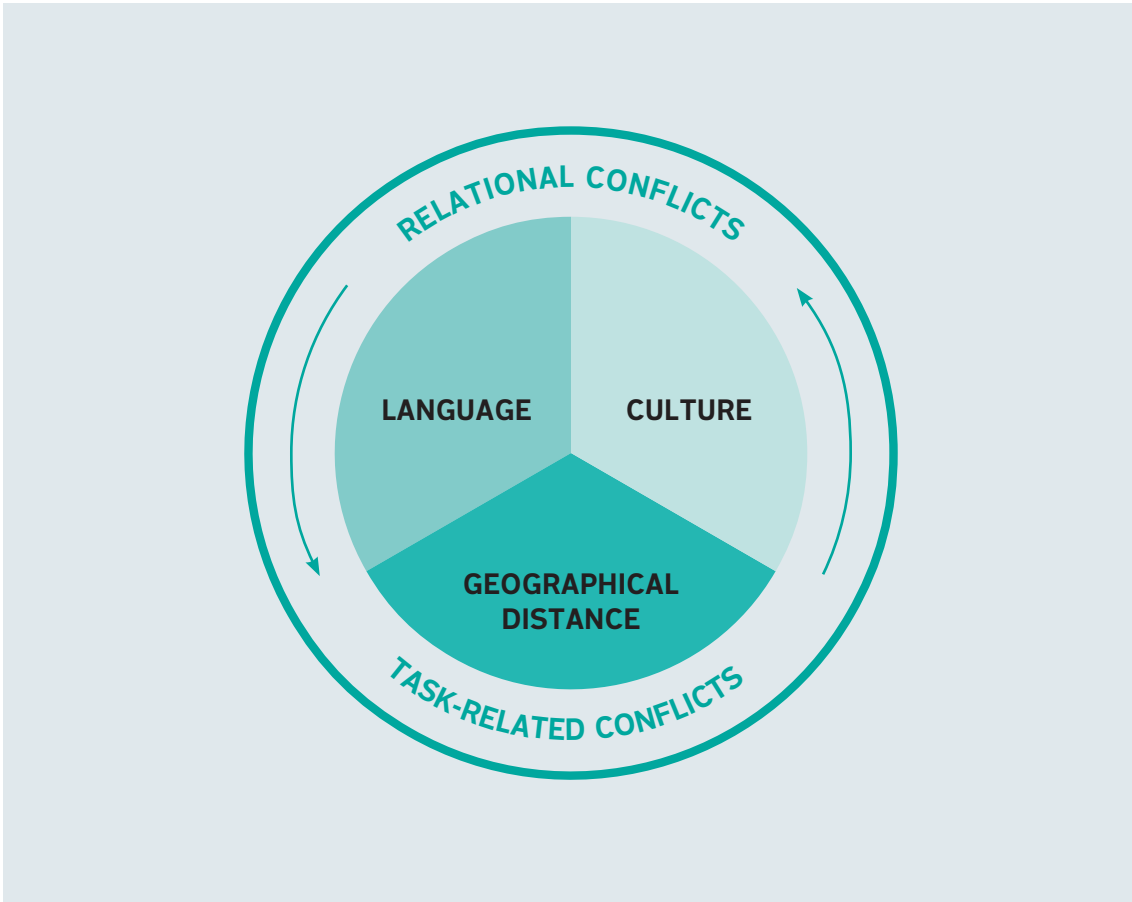 RELATIONAL CONFLICTS
LANGUAGE
CULTURE
GEOGRAPHICAL
DISTANCE
TASK-RELATED CONFLICTS